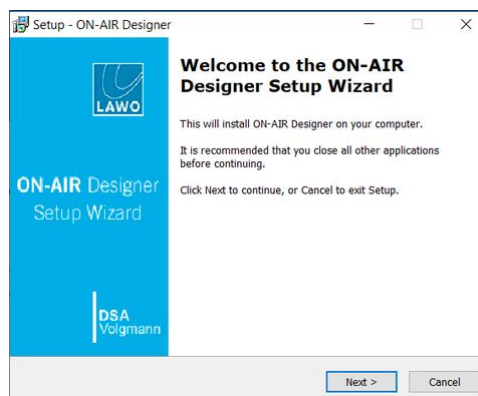 Setup - ON-AIR Designer
LAWO
ON-AIR Designer
Setup Wizard
DSA
Volgmann
Welcome to the ON-AIR
Designer Setup Wizard
This will install ON-AIR Designer on your computer.
It is recommended that you close all other applications
before continuing.
Click Next to continue, or Cancel to exit Setup.
Next >
Cancel